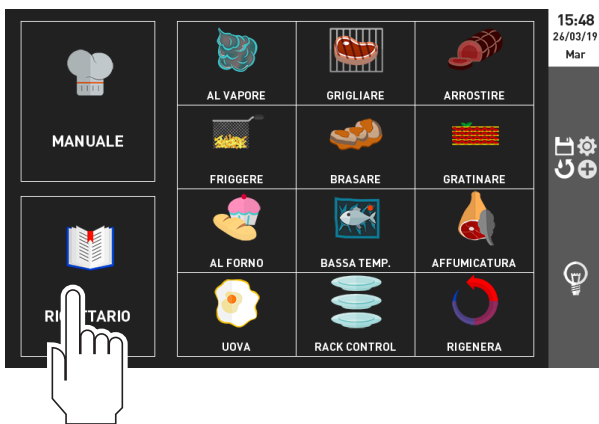 15:48
26/03/19
Mar
MANUALE
AL VAPORE
GRIGLIARE
ARROSTIRE
FRIGGERE
BRASARE
GRATINARE
RICETTARIO
AL FORNO
BASSA TEMP.
AFFUMICATURA
UOVA
RACK CONTROL
RIGENERA